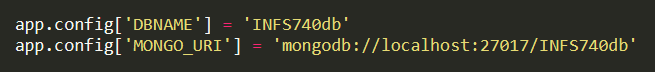 app.config['DBNAME'] = 'INFS740db'
app.config['MONGO_URI'] = 'mongodb://localhost:27017/INFS740db'